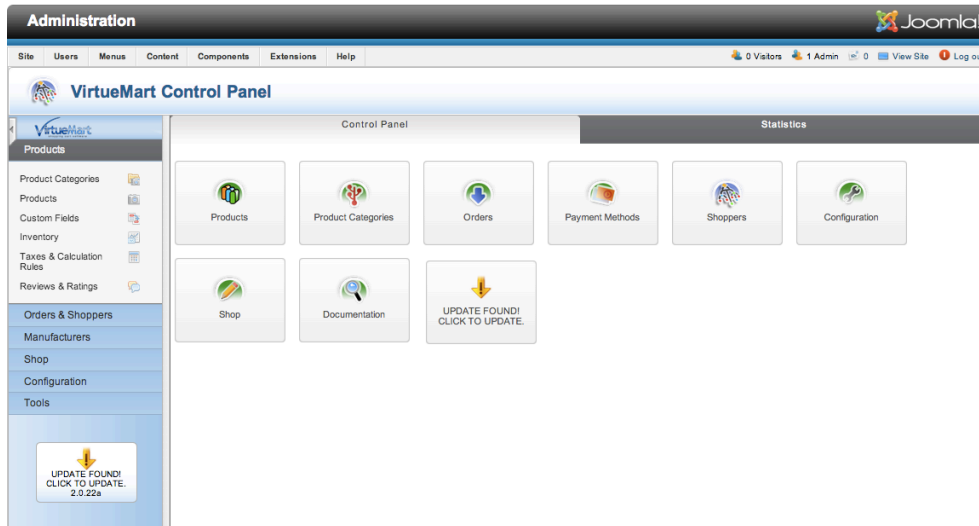 Administration
Joomla
Site Users Menus Content Components Extensions Help
0 Visitors 1 Admin 0 View Site Log ou
VirtueMart Control Panel
VirtueMart
Products
Product Categories
Products
Custom Fields
Inventory
Taxes & Calculation
Rules
Reviews & Ratings
Orders & Shoppers
Manufacturers
Shop
Configuration
Tools
UPDATE FOUND!
CLICK TO UPDATE.
2.0.22a
Control Panel
Statistics
Products
Product Categories
Orders
Payment Methods
Shoppers
Configuration
Shop
Documentation
UPDATE FOUND!
CLICK TO UPDATE.